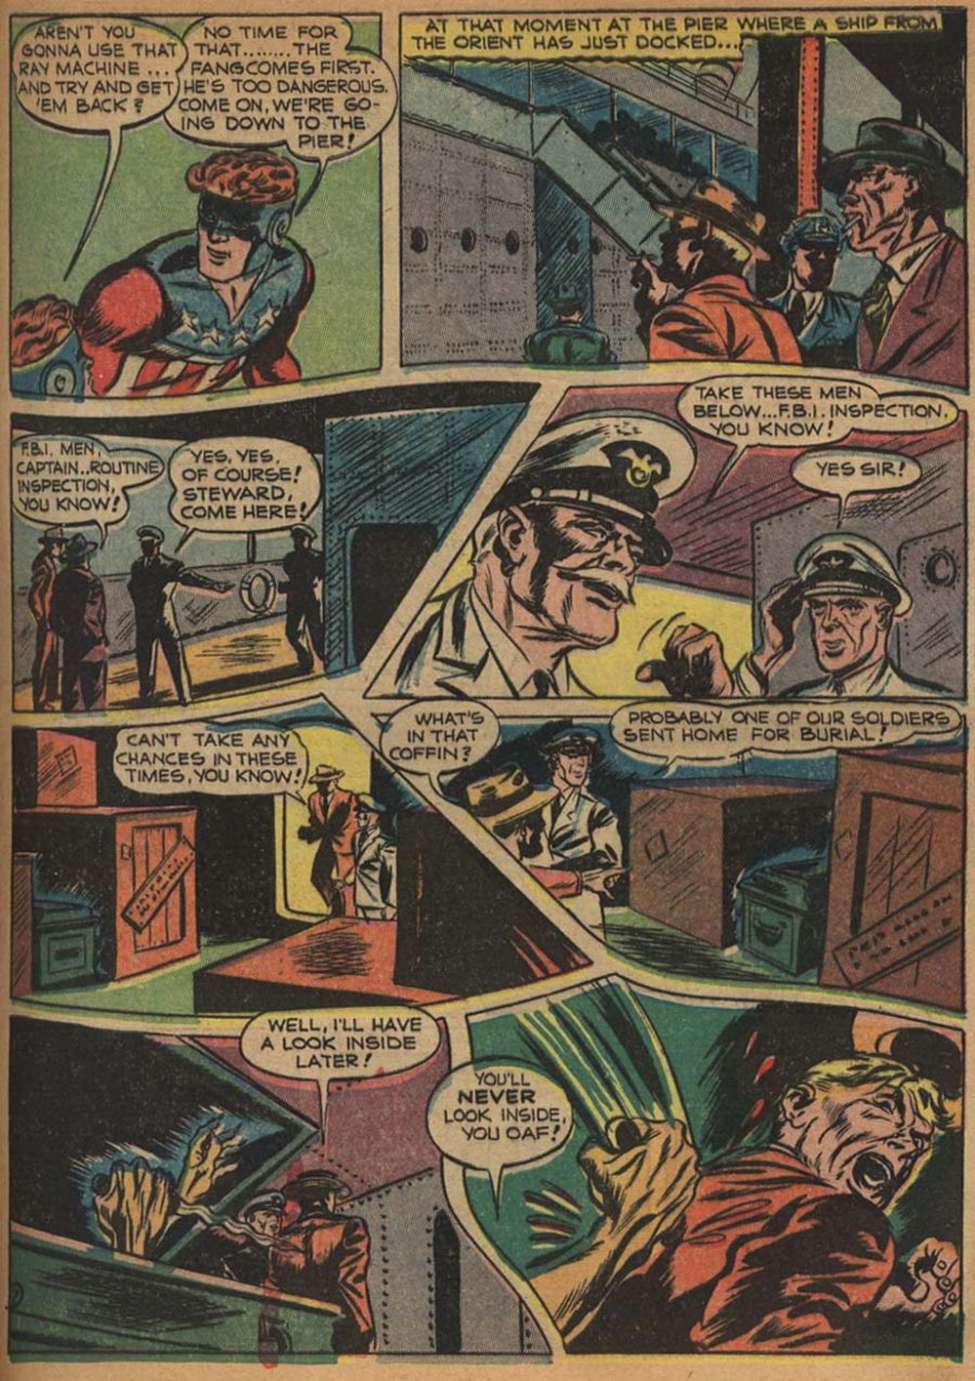 AREN'T YOU
GONNA USE THAT
RAY MACHINE...
AND TRY AND GET
'EM BACK?
NO TIME FOR
THAT........THE
FANG COMES FIRST.
HE'S TOO DANGEROUS.
COME ON, WE'RE GO-
ING DOWN TO THE
PIER!
AT THAT MOMENT AT THE PIER WHERE A SHIP FROM
THE ORIENT HAS JUST DOCKED...
F.B.I. MEN,
CAPTAIN..ROUTINE
INSPECTION,
YOU KNOW!
YES, YES,
OF COURSE!
STEWARD,
COME HERE!
TAKE THESE MEN
BELOW...F.B.I. INSPECTION,
YOU KNOW!
YES SIR!
CAN'T TAKE ANY
CHANCES IN THESE
TIMES, YOU KNOW!
WHAT'S
IN THAT
COFFIN?
PROBABLY ONE OF OUR SOLDIERS
SENT HOME FOR BURIAL!
WELL, I'LL HAVE
A LOOK INSIDE
LATER!
YOU'LL
NEVER
LOOK INSIDE,
YOU OAF!